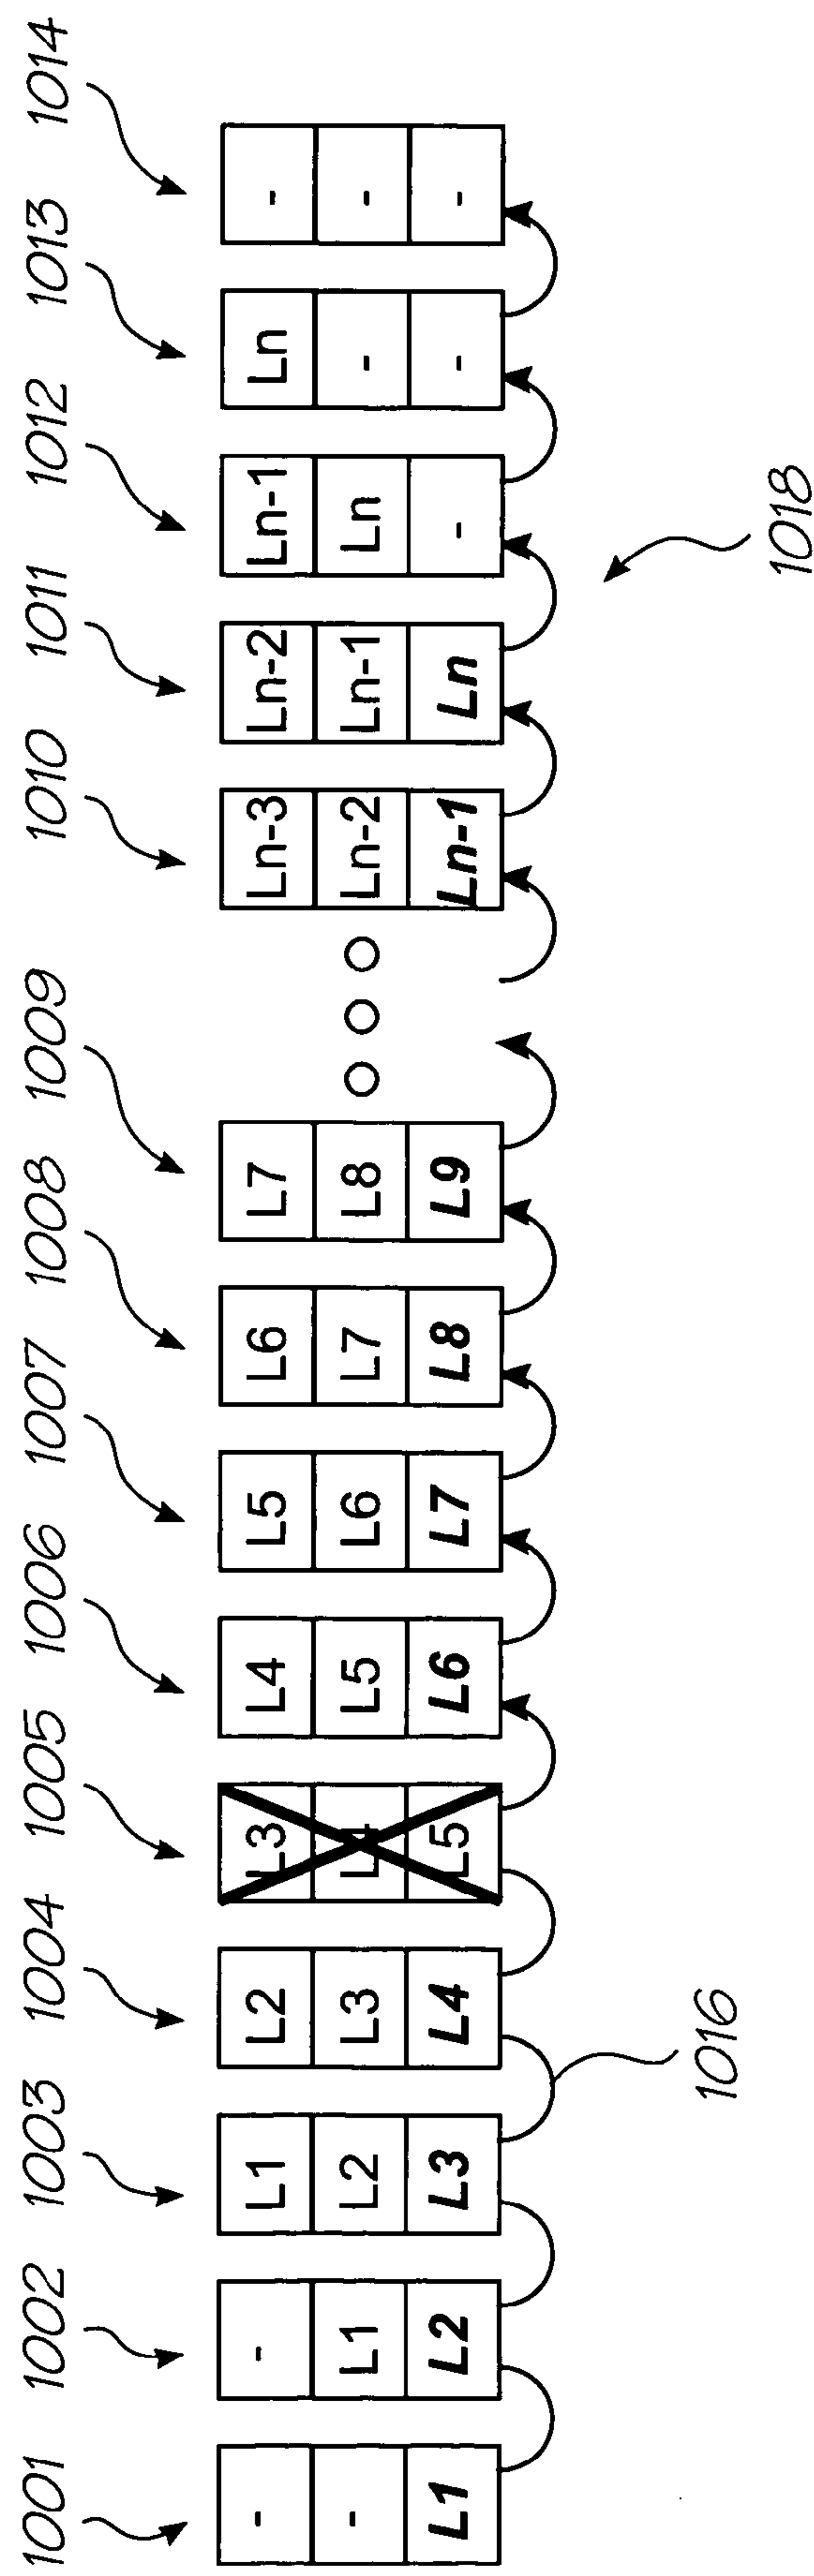 1001 1002 1003 1004 1005 1006 1007 1008 1009 1010 1011 1012 1013 1014
- - L1 L2 L3 L4 L5 L6 L7 Ln-3 Ln-2 Ln-1 Ln -
- L1 L2 L3 L4 L5 L6 L7 L8 Ln-2 Ln-1 Ln - -
L1 L2 L3 L4 L5 L6 L7 L8 L9 Ln-1 Ln - - -
1016
1018